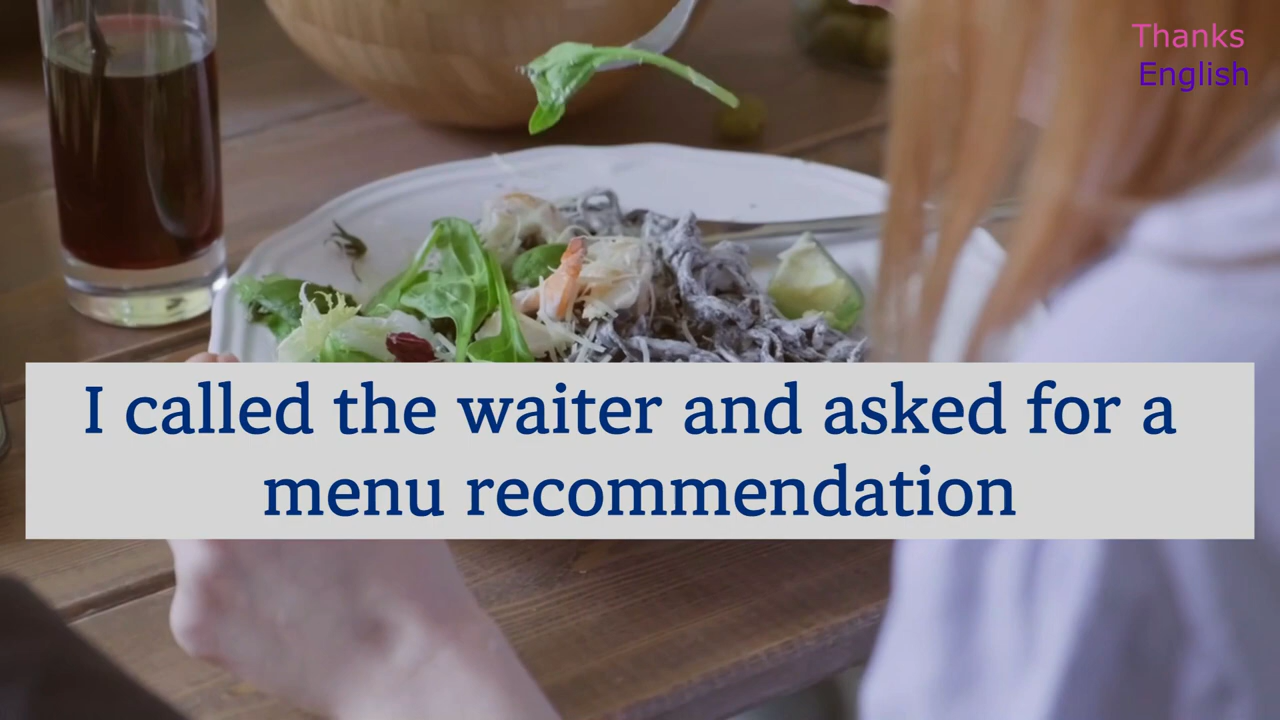 Thanks
English
I called the waiter and asked for a
menu recommendation